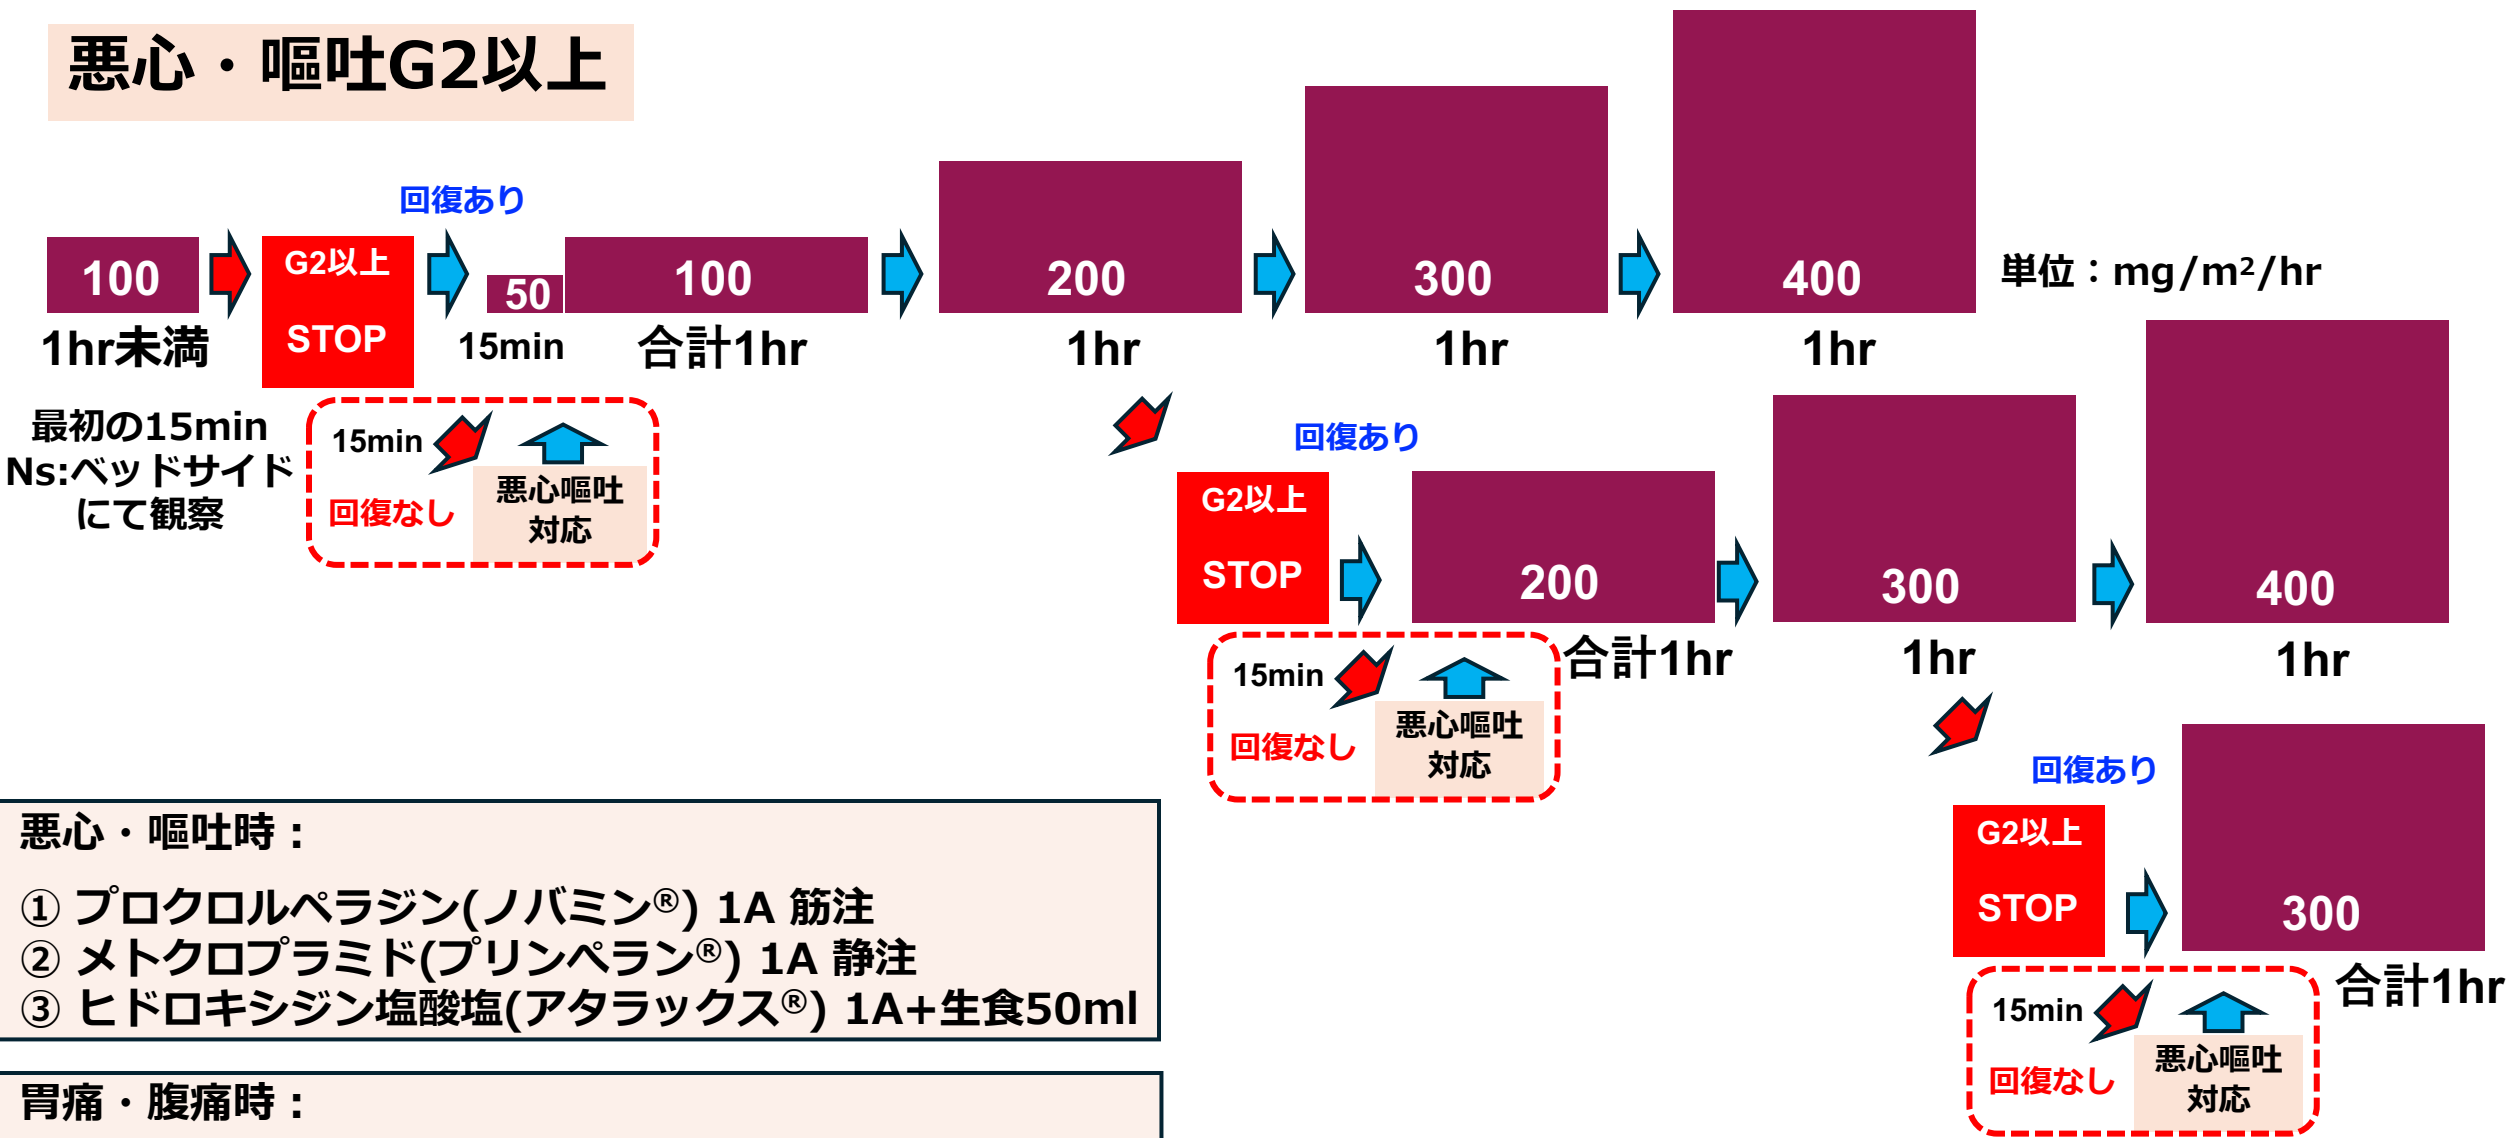 悪心・嘔吐G2以上
回復あり
100
G2以上
STOP
50
100
200
300
400
単位：mg/m²/hr
1hr未満
15min
合計1hr
1hr
1hr
1hr
最初の15min
Ns:ベッドサイド
にて観察
15min
回復なし
悪心嘔吐
対応
回復あり
G2以上
STOP
200
300
400
合計1hr
1hr
1hr
15min
回復なし
悪心嘔吐
対応
回復あり
G2以上
STOP
300
合計1hr
15min
回復なし
悪心嘔吐
対応
悪心・嘔吐時：
① プロクロルペラジン(ノバミン®) 1A 筋注
② メトクロプラミド(プリンペラン®) 1A 静注
③ ヒドロキシジン塩酸塩(アタラックス®) 1A+生食50ml
胃痛・腹痛時：